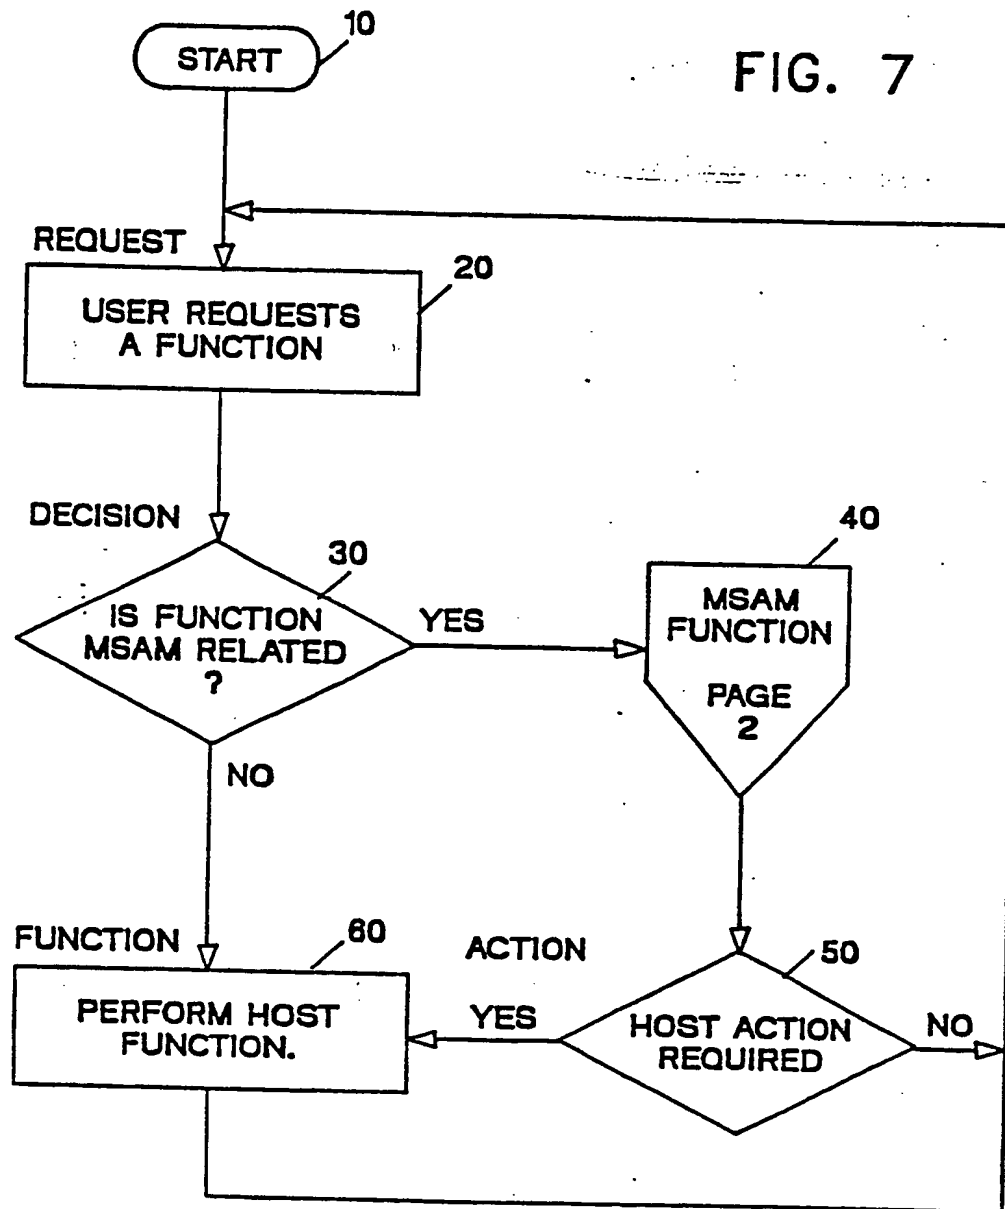 10
START
FIG. 7
REQUEST
20
USER REQUESTS
A FUNCTION
DECISION
30
IS FUNCTION
MSAM RELATED
?
YES
40
MSAM
FUNCTION
PAGE
2
NO
FUNCTION
60
PERFORM HOST
FUNCTION.
ACTION
YES
50
HOST ACTION
REQUIRED
NO